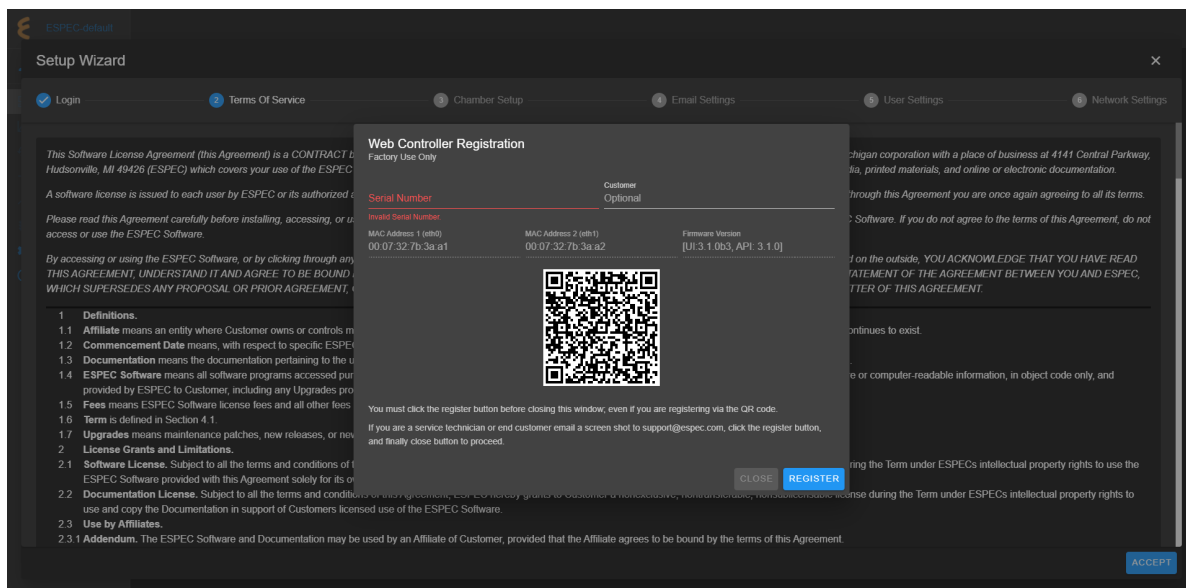 ESPEC.default
Setup Wizard
Login
2 Terms Of Service
3 Chamber Setup
4 Email Settings
5 User Settings
6 Network Settings
This Software License Agreement (this Agreement) is a CONTRACT b
chigan corporation with a place of business at 4141 Central Parkway,
Hudsonville, MI 49426 (ESPEC) which covers your use of the ESPEC
dia, printed materials, and online or electronic documentation.
A software license is issued to each user by ESPEC or its authorized
through this Agreement you are once again agreeing to all its terms.
Please read this Agreement carefully before installing, accessing, or
Software. If you do not agree to the terms of this Agreement, do not
access or use the ESPEC Software.
By accessing or using the ESPEC Software, or by clicking through any
on the outside, YOU ACKNOWLEDGE THAT YOU HAVE READ
THIS AGREEMENT, UNDERSTAND IT AND AGREE TO BE BOUND
TATEMENT OF THE AGREEMENT BETWEEN YOU AND ESPEC,
WHICH SUPERSEDES ANY PROPOSAL OR PRIOR AGREEMENT,
TTER OF THIS AGREEMENT.
1 Definitions.
1.1 Affiliate means an entity where Customer owns or controls m
ontinues to exist.
1.2 Commencement Date means, with respect to specific ESPE
1.3 Documentation means the documentation pertaining to the u
1.4 ESPEC Software means all software programs accessed pur
e or computer-readable information, in object code only, and
provided by ESPEC to Customer, including any Upgrades pro
1.5 Fees means ESPEC Software license fees and all other fees
1.6 Term is defined in Section 4.1.
1.7 Upgrades means maintenance patches, new releases, or new
2 License Grants and Limitations.
2.1 Software License. Subject to all the terms and conditions of t
ring the Term under ESPECs intellectual property rights to use the
ESPEC Software provided with this Agreement solely for its o
2.2 Documentation License. Subject to all the terms and conditions of this Agreement, ESPEC hereby grants to Customer a nonexclusive, nontransferable, nonsublicensable license during the Term under ESPECs intellectual property rights to
use and copy the Documentation in support of Customers licensed use of the ESPEC Software.
2.3 Use by Affiliates.
2.3.1 Addendum. The ESPEC Software and Documentation may be used by an Affiliate of Customer, provided that the Affiliate agrees to be bound by the terms of this Agreement.
ACCEPT
Web Controller Registration
Factory Use Only
Serial Number
Customer
Optional
Invalid Serial Number.
MAC Address 1 (eth0)
MAC Address 2 (eth1)
Firmware Version
00:07:32:7b:3a:a1
00:07:32:7b:3a:a2
[UI:3.1.0b3, API: 3.1.0]
You must click the register button before closing this window; even if you are registering via the QR code.
If you are a service technician or end customer email a screen shot to support@espec.com, click the register button,
and finally close button to proceed.
CLOSE
REGISTER